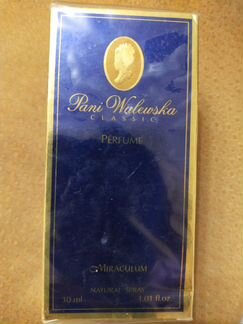 Pani Walewska
CLASSIC
PERFUME
MIRACULUM
NATURAL SPRAY
30 ml 1.01 fl.oz.